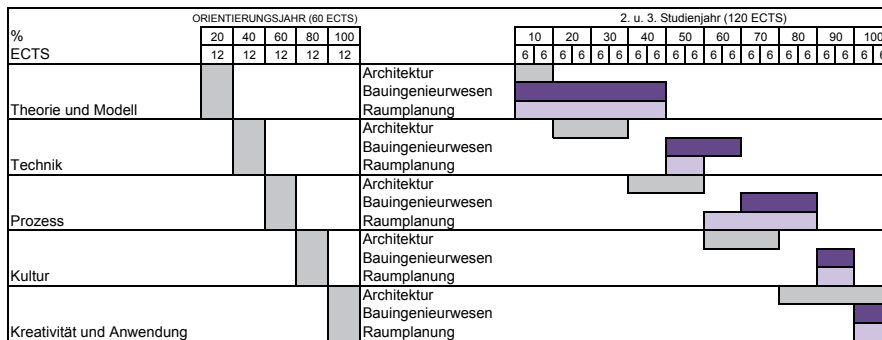 ORIENTIERUNGSJAHR (60 ECTS) 2. u. 3. Studienjahr (120 ECTS)
% 20 40 60 80 100 10 20 30 40 50 60 70 80 90 100
ECTS 12 12 12 12 12 6 6 6 6 6 6 6 6 6 6 6 6 6 6 6 6 6 6 6 6
Architektur
Bauingenieurwesen
Theorie und Modell Raumplanung
Architektur
Bauingenieurwesen
Technik Raumplanung
Architektur
Bauingenieurwesen
Prozess Raumplanung
Architektur
Bauingenieurwesen
Kultur Raumplanung
Architektur
Bauingenieurwesen
Kreativität und Anwendung Raumplanung